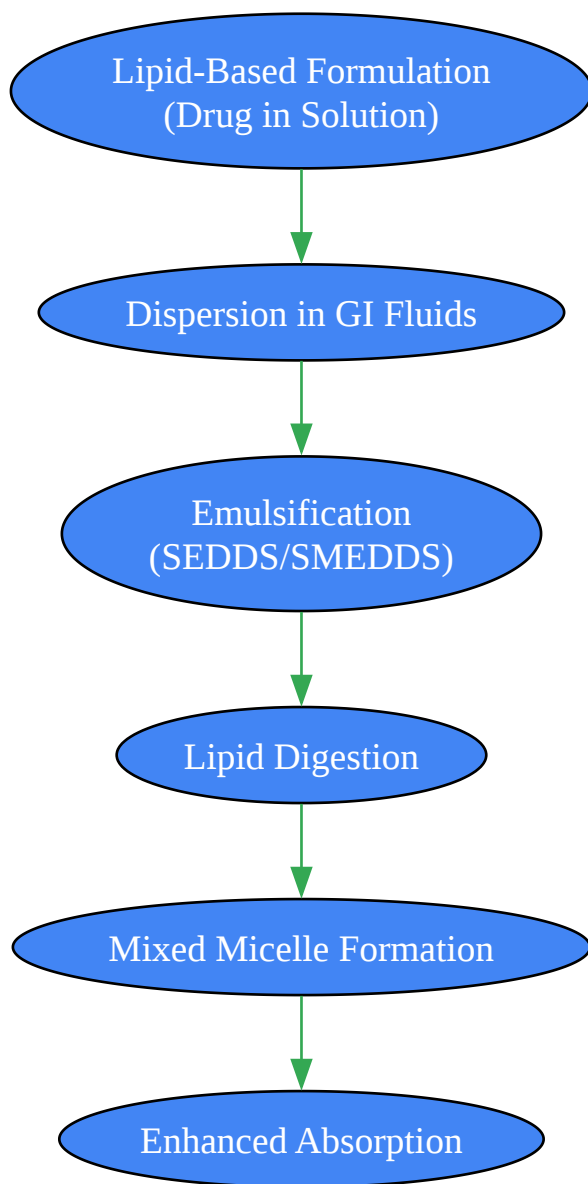 Lipid-Based Formulation
(Drug in Solution)
Dispersion in GI Fluids
Emulsification
(SEDDS/SMEDDS)
Lipid Digestion
Mixed Micelle Formation
Enhanced Absorption